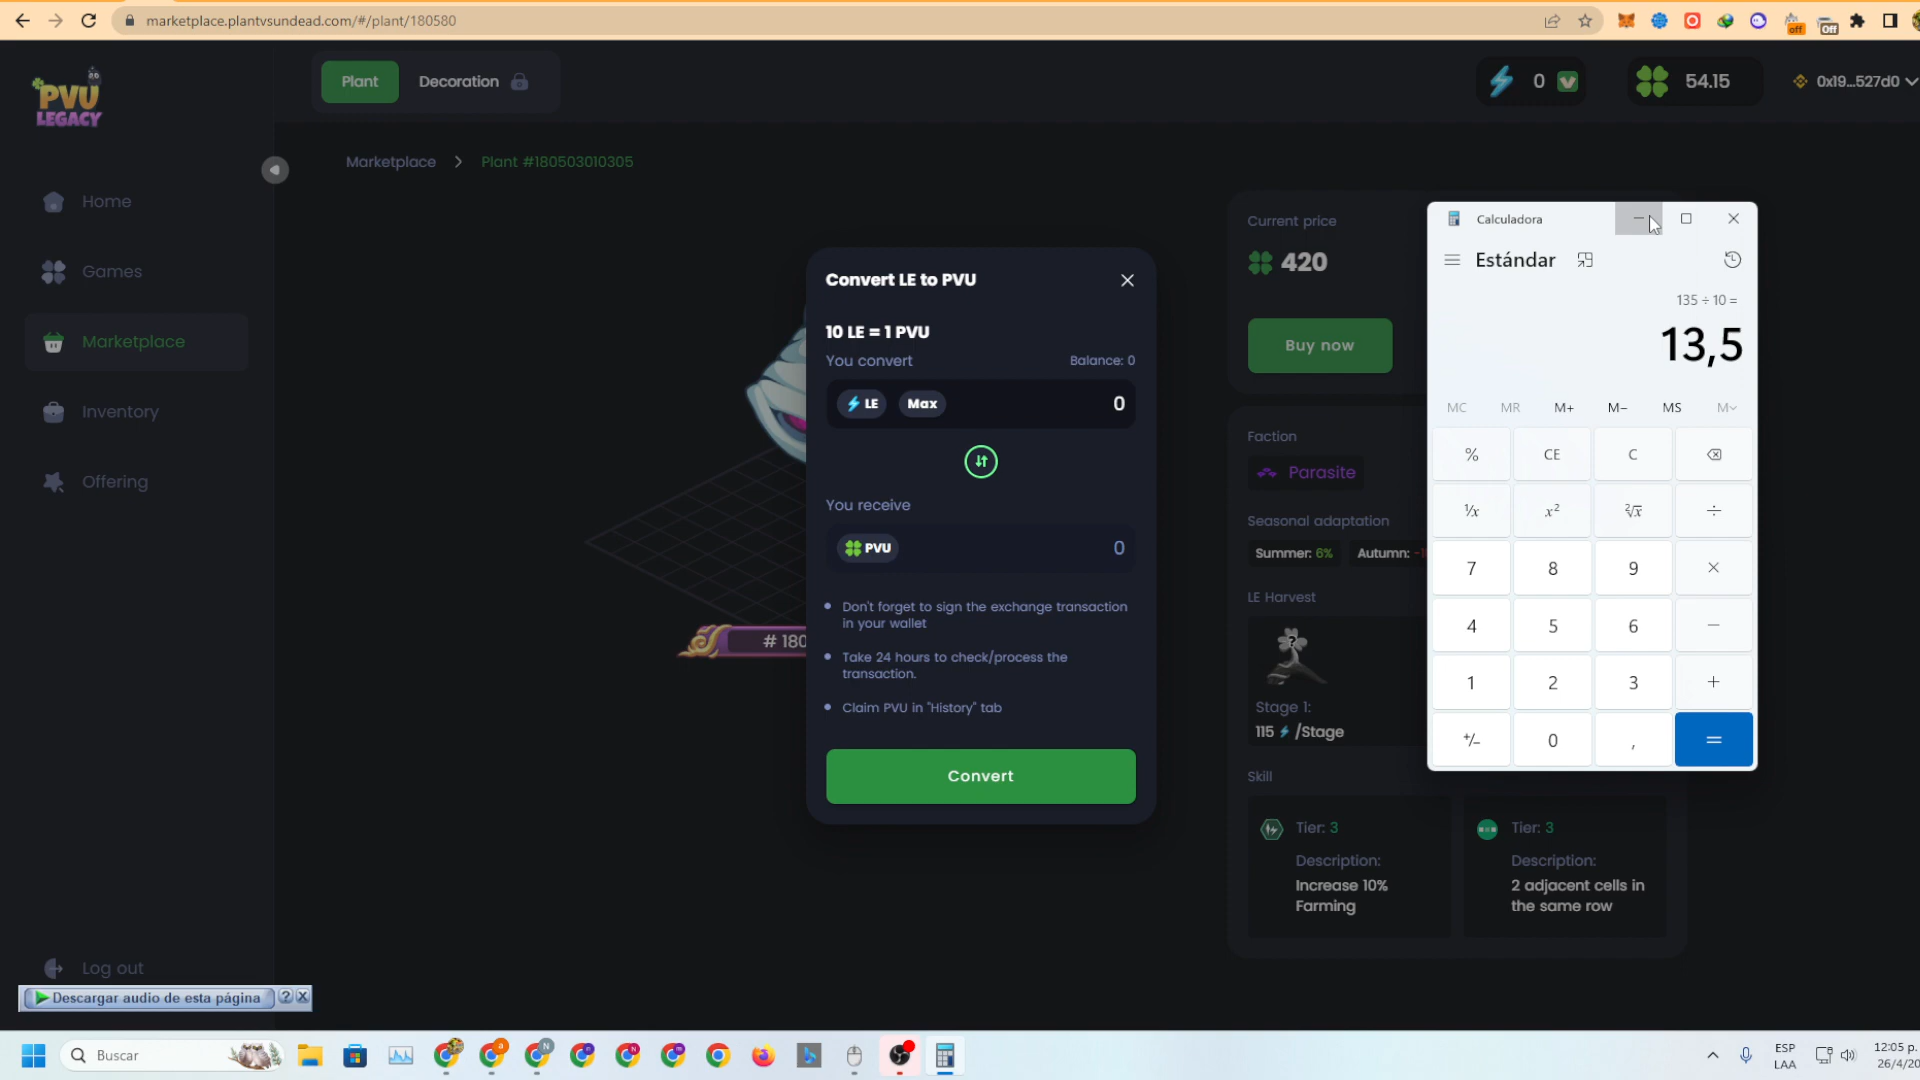 marketplace.plantvsundead.com/#/plant/180580
off
Off
PVU
LEGACY
Plant
Decoration
0
54.15
0x19...527d0
Marketplace
Plant #180503010305
Home
Games
Marketplace
Inventory
Offering
Log out
Convert LE to PVU
10 LE = 1 PVU
You convert
Balance: 0
LE
Max
0
You receive
PVU
0
Don't forget to sign the exchange transaction
in your wallet
Take 24 hours to check/process the
transaction.
Claim PVU in "History" tab
Convert
# 180
Current price
420
Buy now
Faction
Parasite
Seasonal adaptation
Summer: 6%
Autumn:
LE Harvest
?
Stage 1:
115 /Stage
Skill
Tier: 3
Description:
Increase 10%
Farming
Tier: 3
Description:
2 adjacent cells in
the same row
Calculadora
Estándar
135 ÷ 10 =
13,5
MC MR M+ M− MS M
% CE C
¹/x x² ²√x ÷
7 8 9 ×
4 5 6 −
1 2 3 +
+/− 0 , =
Descargar audio de esta página
?
Buscar
ESP
LAA
12:05 p.
26/4/20